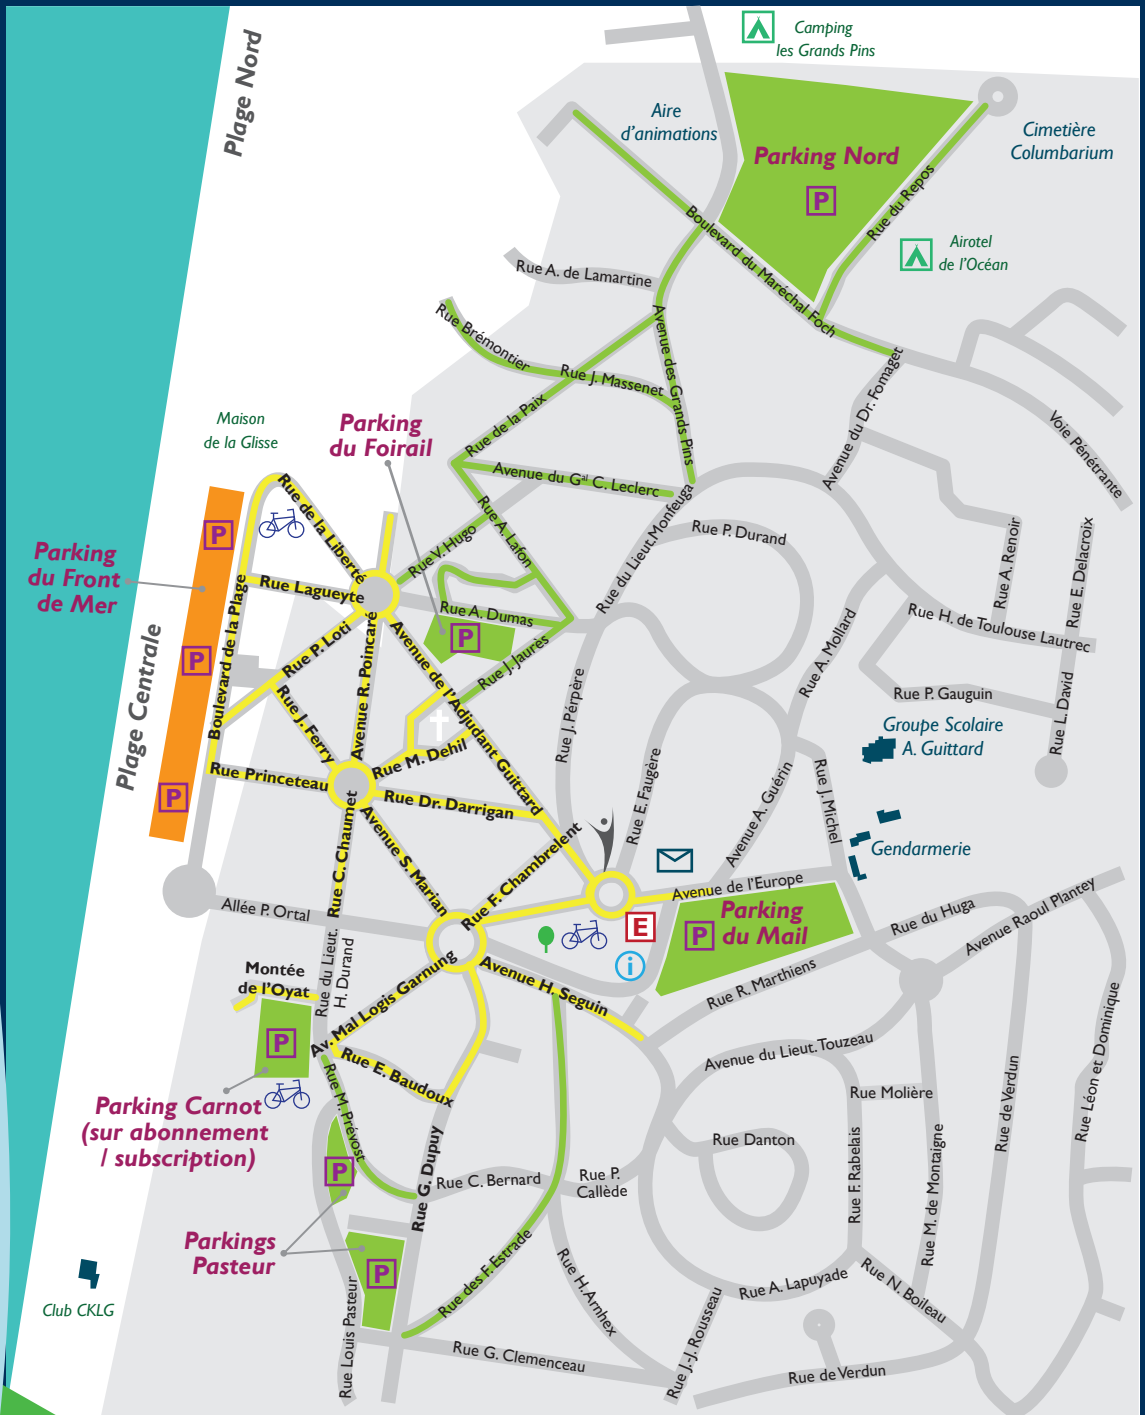 Camping
les Grands Pins
Plage Nord
Aire
d'animations
Parking Nord
P
Cimetière
Columbarium
Rue du Repos
Boulevard du Maréchal Foch
Airotel
de l'Océan
Rue A. de Lamartine
Rue Brémontier
Rue J. Massenet
Avenue des Grands Pins
Avenue du Dr. Fomaget
Rue de la Paix
Maison
de la Glisse
Parking
du Foirail
Voie Pénétrante
Avenue du Gal C. Leclerc
Rue de la Liberté
Rue A. Lafon
Rue du Lieut. Monfeuga
Rue P. Durand
P
Rue V. Hugo
Parking
du Front
de Mer
Rue Lagueyte
Rue A. Renoir
Rue E. Delacroix
Rue A. Dumas
P
Rue H. de Toulouse Lautrec
Boulevard de la Plage
Rue P. Loti
Avenue R. Poincaré
Avenue de l'Adjudant Guittard
Rue J. Jaurès
Rue A. Mollard
P
Plage Centrale
Rue J. Ferry
Rue J. Pérpère
Rue P. Gauguin
Rue L. David
Groupe Scolaire
A. Guittard
Rue M. Dehil
Rue Princeteau
P
Rue Dr. Darrigan
Rue E. Faugère
Avenue A. Guérin
Rue J. Michel
Gendarmerie
Rue C. Chaumet
Avenue S. Marian
Rue F. Chambrelent
Avenue de l'Europe
Allée P. Ortal
E
Parking
du Mail
P
Rue du Huga
Avenue Raoul Plantey
i
Rue du Lieut.
H. Durand
Montée
de l'Oyat
Av. Mal Logis Garnung
Avenue H. Seguin
Rue R. Marthiens
P
Rue E. Baudoux
Avenue du Lieut. Touzeau
Rue Léon et Dominique
Rue de Verdun
Rue Molière
Parking Carnot
(sur abonnement
/ subscription)
Rue M. Prévost
Rue Danton
Rue F. Rabelais
Rue M. de Montaigne
P
Rue G. Dupuy
Rue C. Bernard
Rue P.
Callède
Parkings
Pasteur
P
Rue des F. Estrade
Rue H. Arnhex
Rue A. Lapuyade
Rue N. Boileau
Club CKLG
Rue Louis Pasteur
Rue G. Clemenceau
Rue J.-J. Rousseau
Rue de Verdun